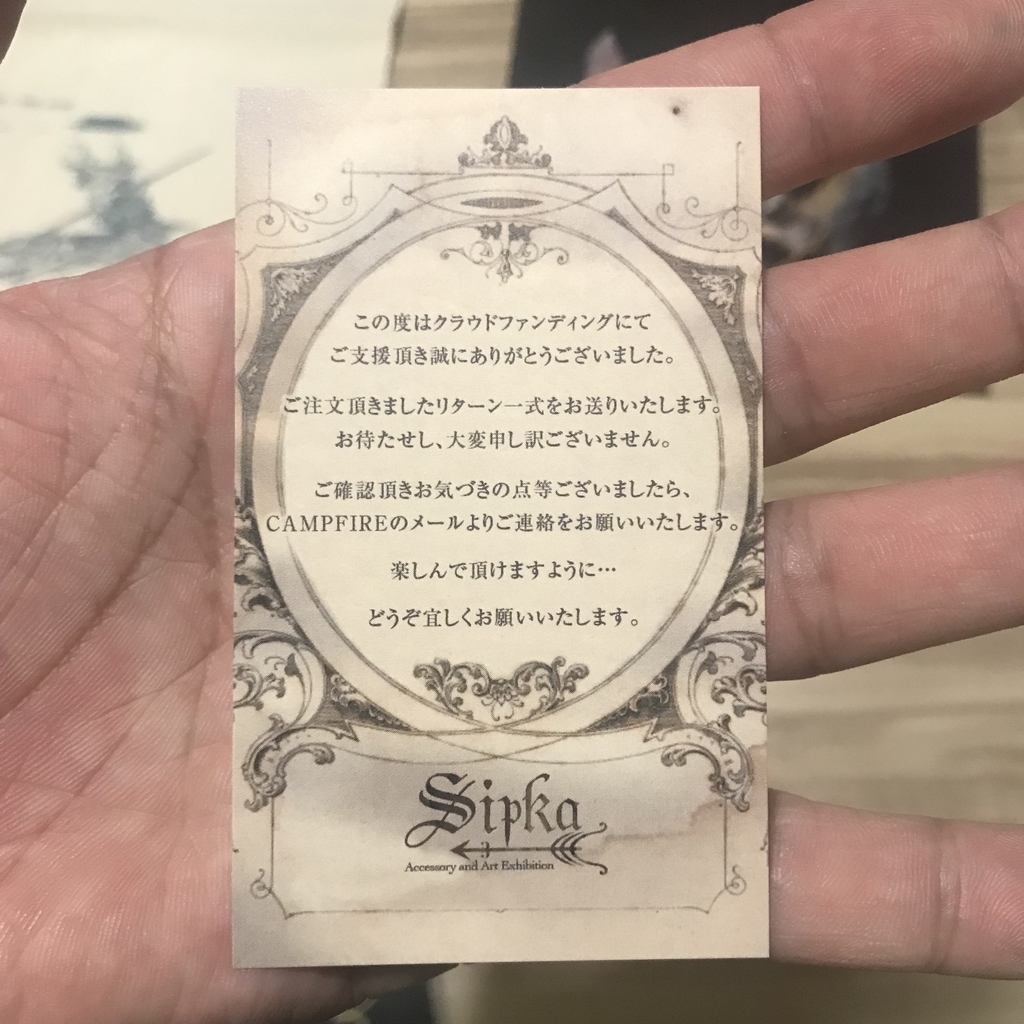 この度はクラウドファンディングにて
ご支援頂き誠にありがとうございました。
ご注文頂きましたリターン一式をお送りいたします。
お待たせし、大変申し訳ございません。
ご確認頂きお気づきの点等ございましたら、
CAMPFIREのメールよりご連絡をお願いいたします。
楽しんで頂けますように…
どうぞ宜しくお願いいたします。
Sipka
3
Accessory and Art Exhibition